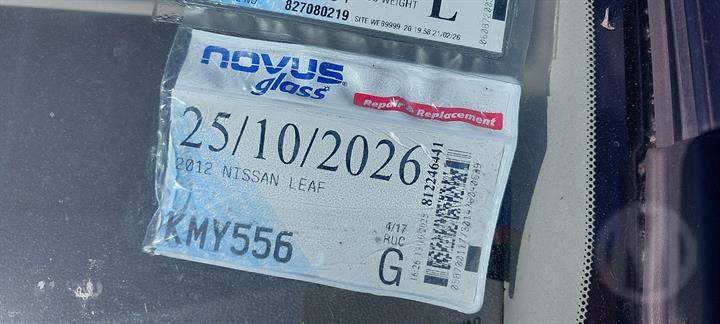 827080219
WEIGHT
L
SITE WEB9999 20:19:58 21/02/26
novus
glass
Repair & Replacement
25/10/2026
2012 NISSAN LEAF
KMY556
4/17
RUC
G
812246441